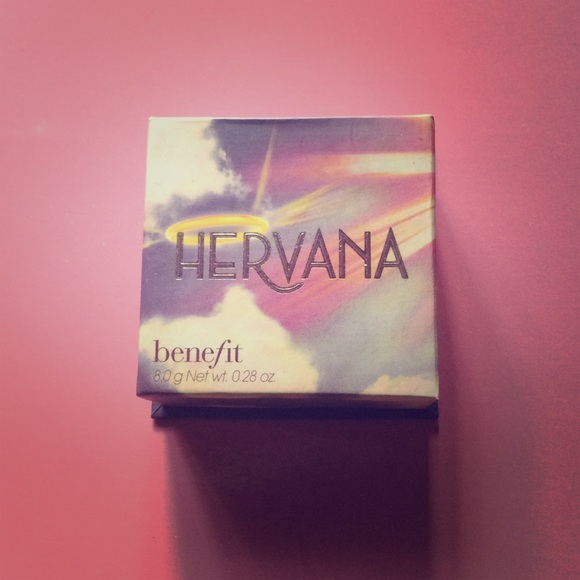 HERVANA
benefit
8.0 g Net wt. 0.28 oz.